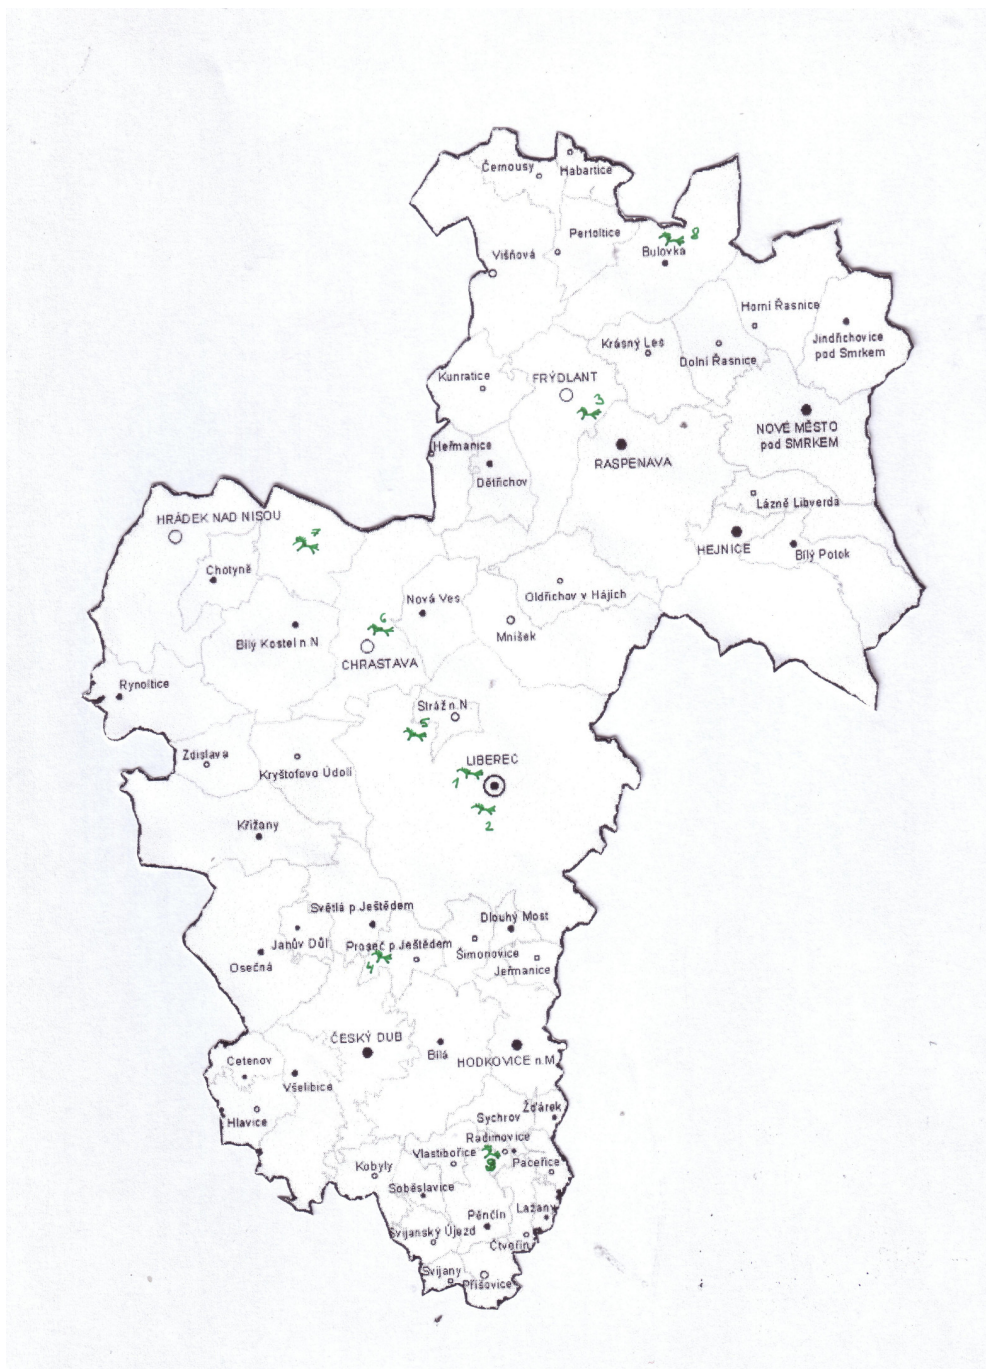 Černousy
Habartice
Pertoltice
Višňová
8
Bulovka
Horní Řasnice
Jindřichovice
pod Smrkem
Krásný Les
Dolní Řasnice
Kunratice
FRÝDLANT
3
NOVÉ MĚSTO
pod SMRKEM
Heřmanice
RASPENAVA
Dětřichov
Lázně Libverda
HRÁDEK NAD NISOU
7
HEJNICE
Bílý Potok
Chotyně
Nová Ves
Oldřichov v Hájích
6
Mníšek
Bílý Kostel n.N
CHRASTAVA
Rynoltice
Stráž n.N.
5
Zdislava
Kryštofovo Údolí
LIBEREC
1
2
Křižany
Světlá p.Ještědem
Dlouhý Most
Janův Důl
Proseč p.Ještědem
Šimonovice
Osečná
4
Jeřmanice
ČESKÝ DUB
Bílá
HODKOVICE n.M
Cetenov
Všelibice
Hlavice
Sychrov
Žďárek
Radimovice
Vlastibořice
Paceřice
9
Kobyly
Soběslavice
Lažany
Pěnčín
Svijanský Újezd
Čtveřín
Svijany
Příšovice